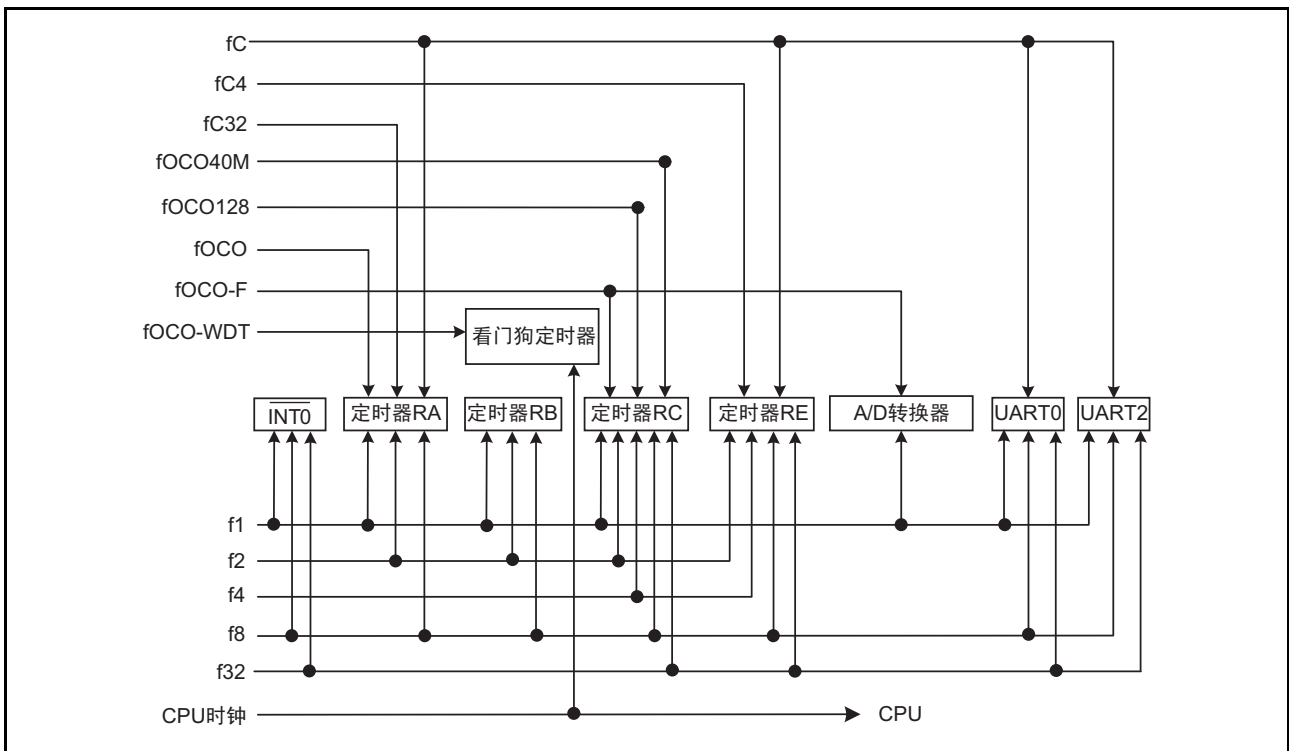 fC
fC4
fC32
fOCO40M
fOCO128
fOCO
fOCO-F
fOCO-WDT
看门狗定时器
INT0
定时器RA
定时器RB
定时器RC
定时器RE
A/D转换器
UART0
UART2
f1
f2
f4
f8
f32
CPU时钟
CPU